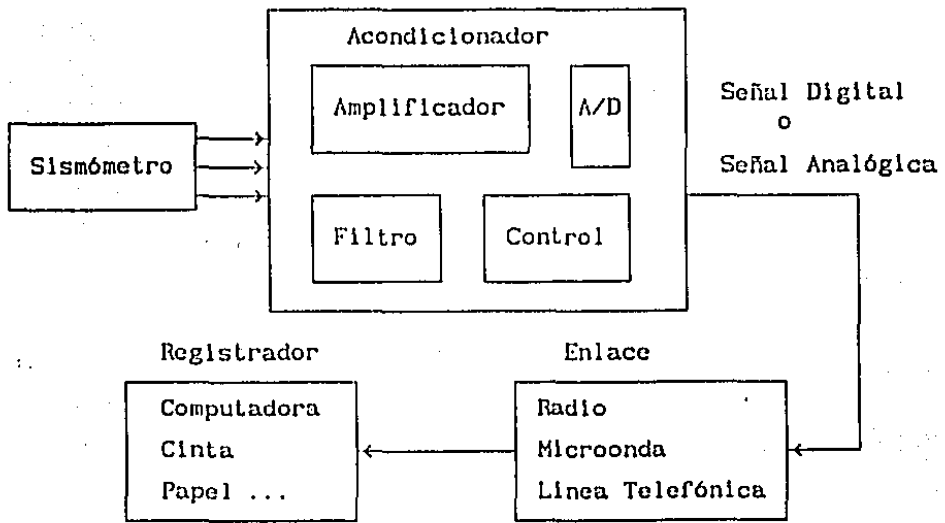 Acondicionador
Amplificador
A/D
Señal Digital
o
Señal Analógica
Sismómetro
Filtro
Control
Registrador
Computadora
Cinta
Papel ...
Enlace
Radio
Microonda
Linea Telefónica